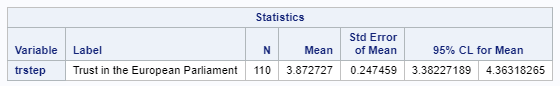 Statistics
Variable Label N Mean Std Error of Mean 95% CL for Mean
trstep Trust in the European Parliament 110 3.872727 0.247459 3.38227189 4.36318265